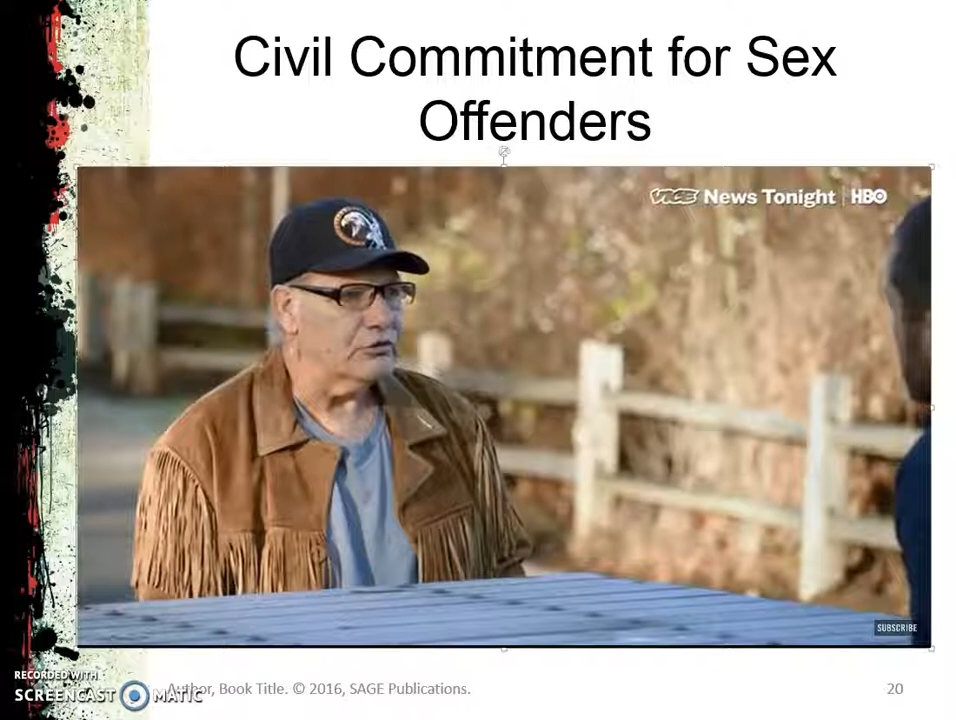 Civil Commitment for Sex
Offenders
VICE News Tonight | HBO
SUBSCRIBE
RECORDED WITH
SCREENCAST MATIC
Author, Book Title. © 2016, SAGE Publications.
20